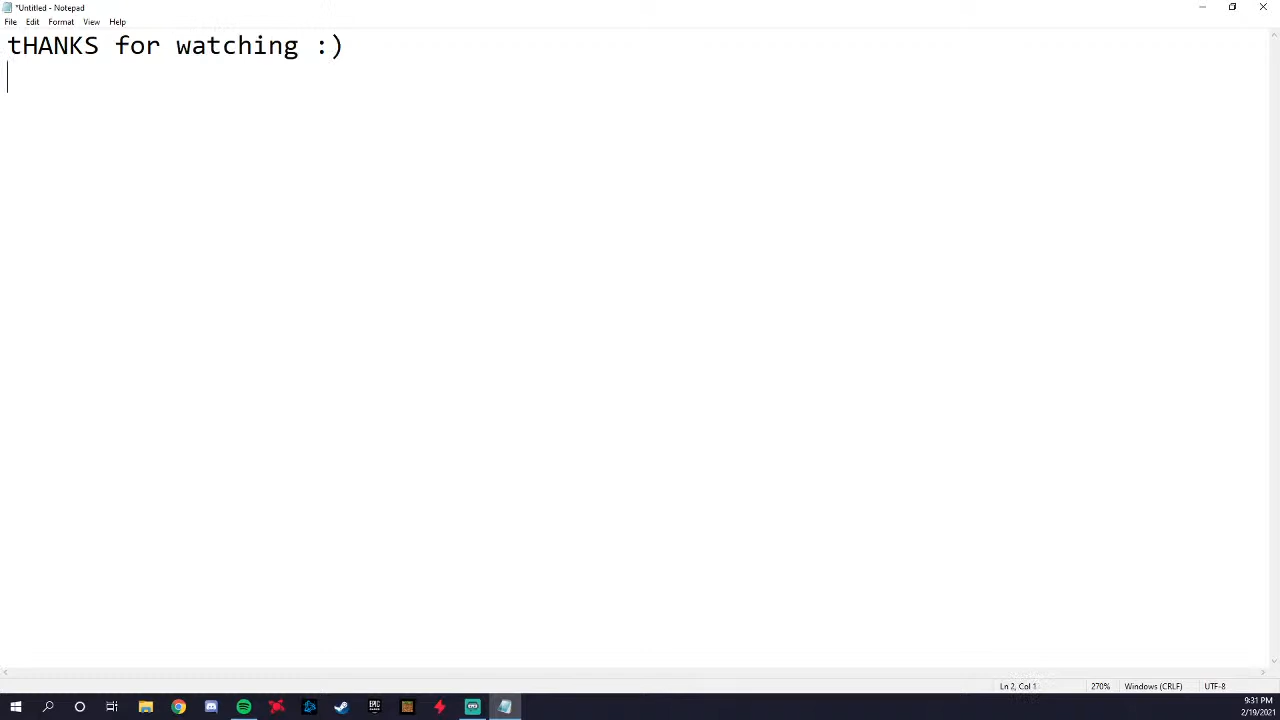 *Untitled - Notepad
File Edit Format View Help
tHANKS for watching :)
Ln 2, Col 1
270%
Windows (CRLF)
UTF-8
EPIC
9:31 PM
2/19/2021